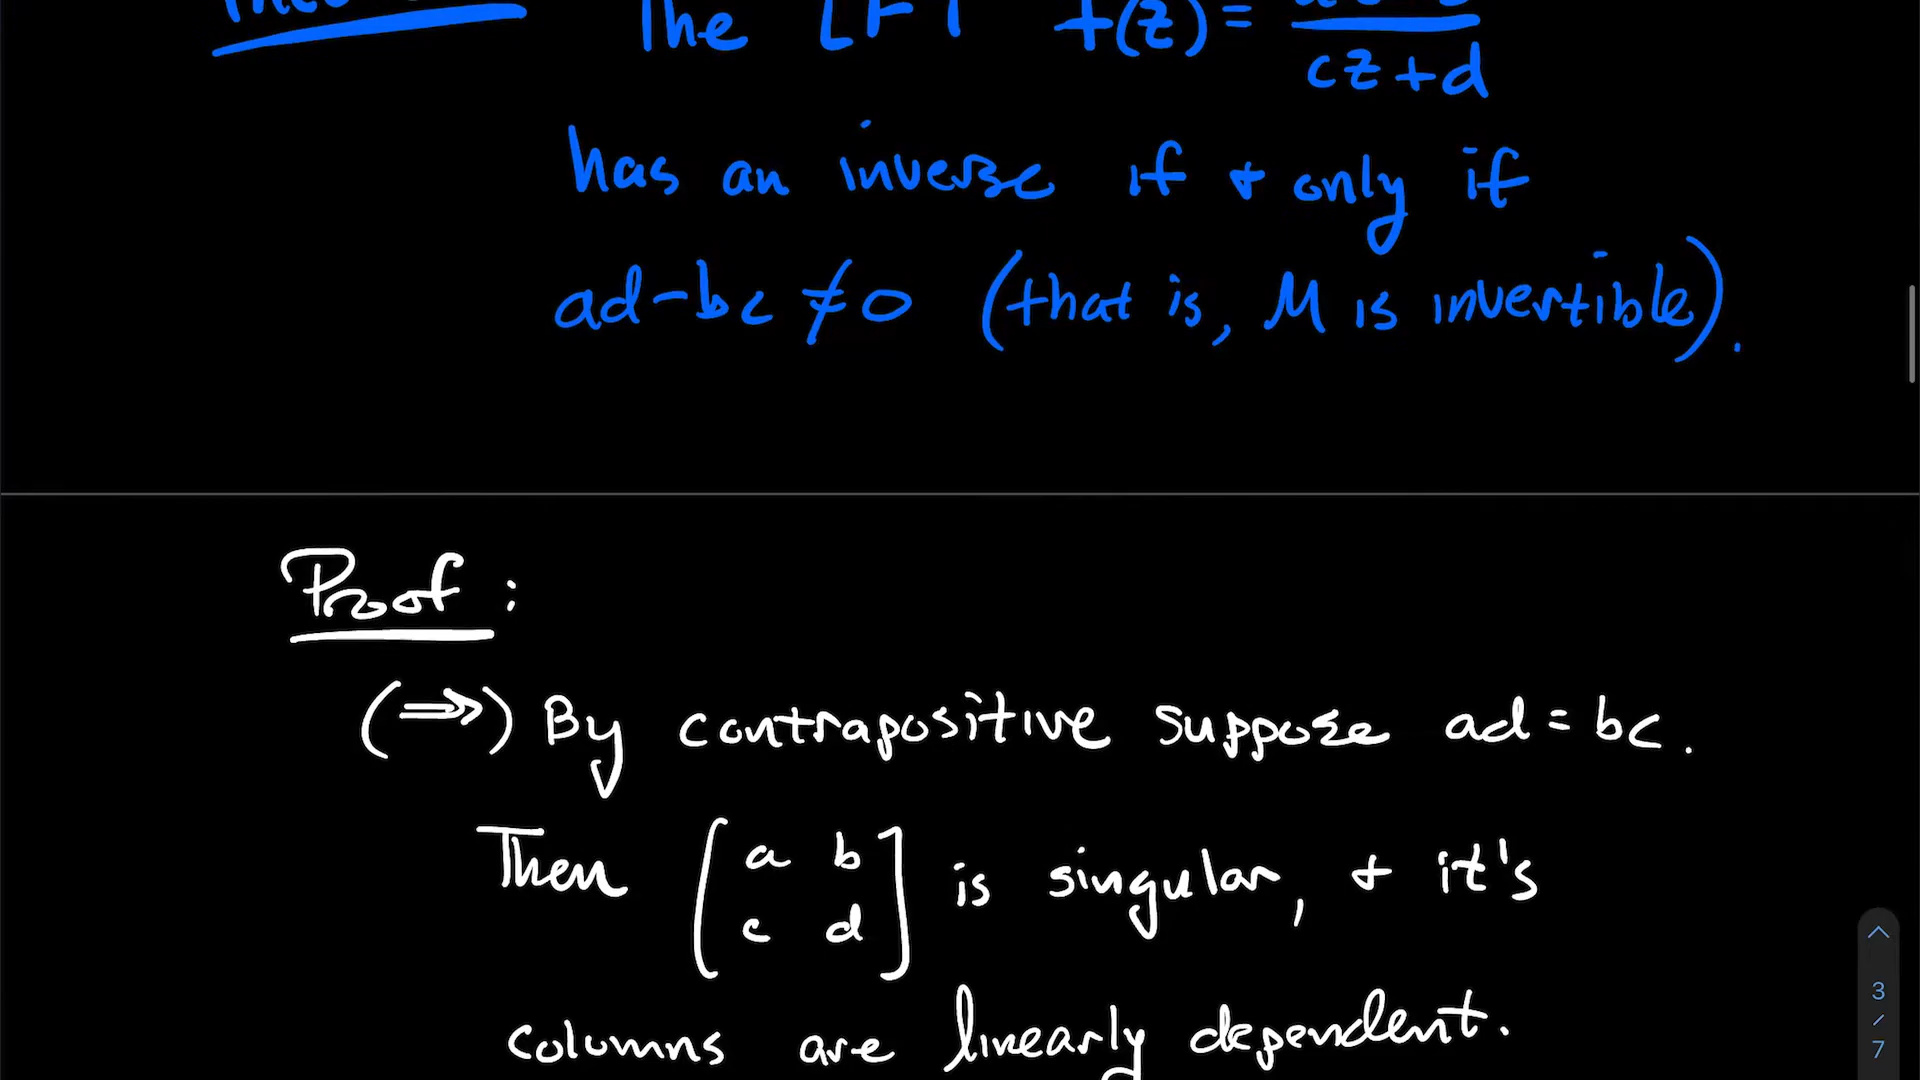 The LFT f(z) =
cz+d
has an inverse if & only if
ad-bc ≠ 0 (that is, M is invertible).
Proof:
(⇒) By contrapositive suppose ad = bc.
Then [a b
c d] is singular, & it's
columns are linearly dependent.
3
/
7